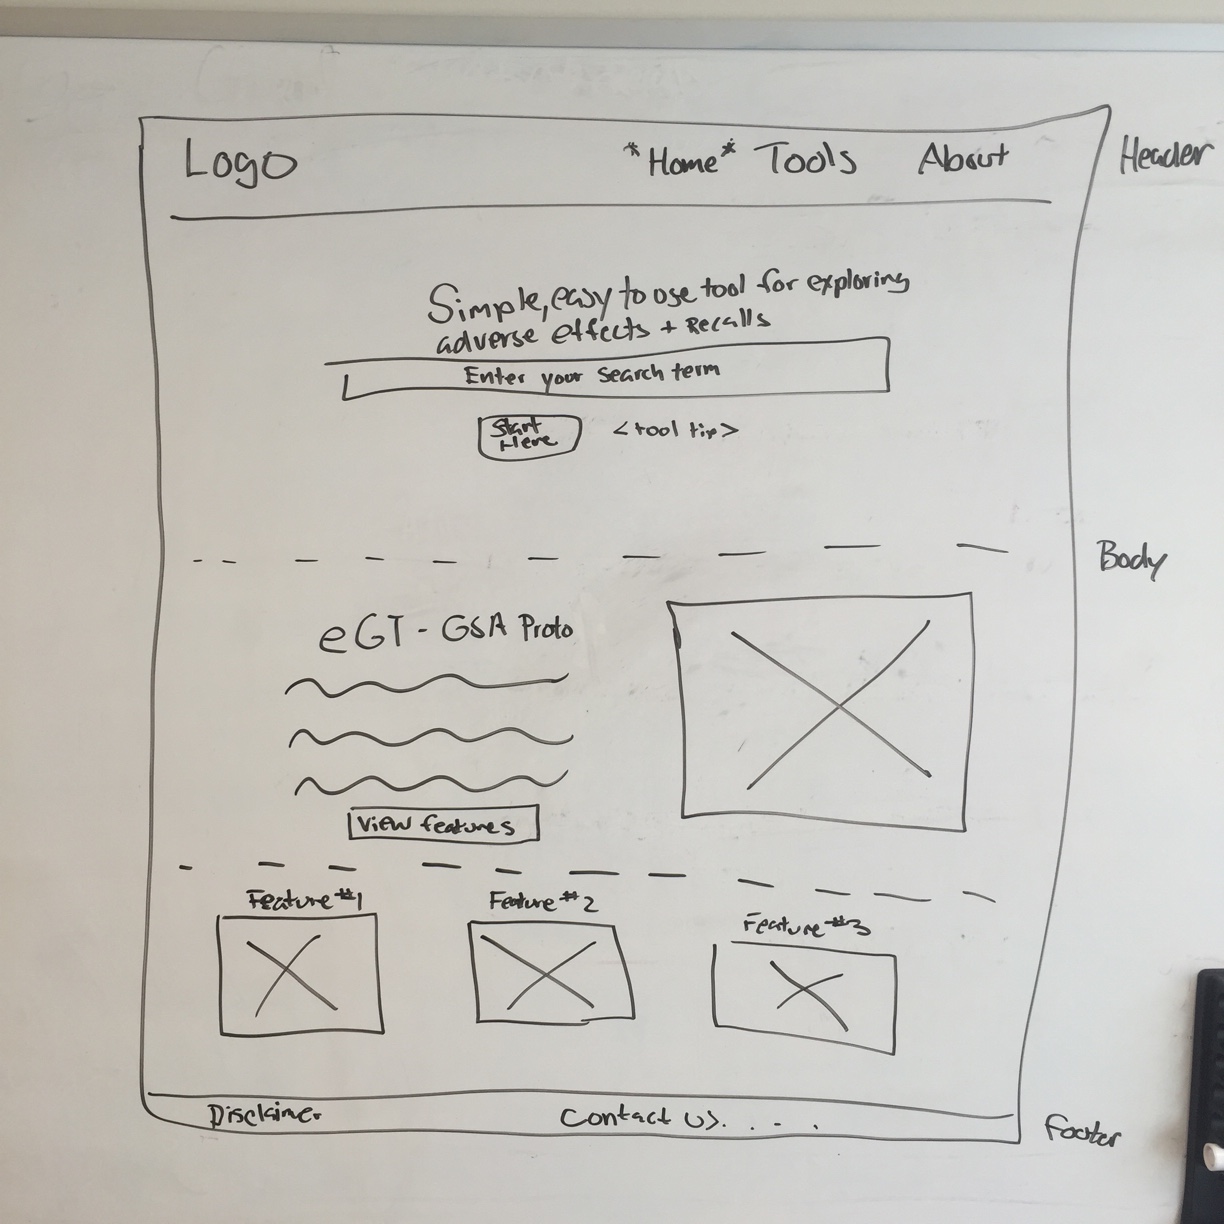 Logo *Home* Tools About Header
Simple, easy to use tool for exploring
adverse effects + Recalls
Enter your search term
Start
Here
<tool tip>
Body
eGT - GSA Proto
View features
Feature #1 Feature #2
Feature #3
Disclaimer Contact Us. . - .
Footer